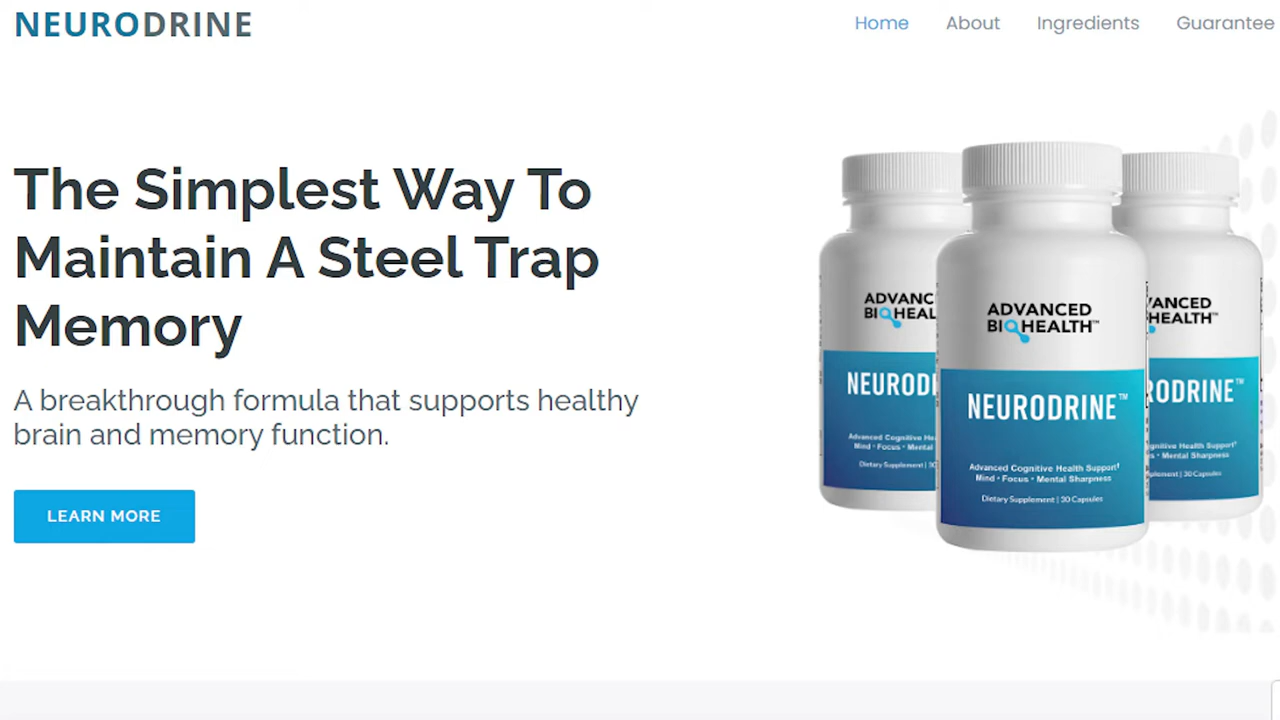 NEURODRINE
Home About Ingredients Guarantee
The Simplest Way To
Maintain A Steel Trap
Memory
A breakthrough formula that supports healthy
brain and memory function.
LEARN MORE
ADVANCED
BIOHEALTH™
NEURODRINE™
Advanced Cognitive Health Support†
Mind • Focus • Mental Sharpness
Dietary Supplement | 30 Capsules